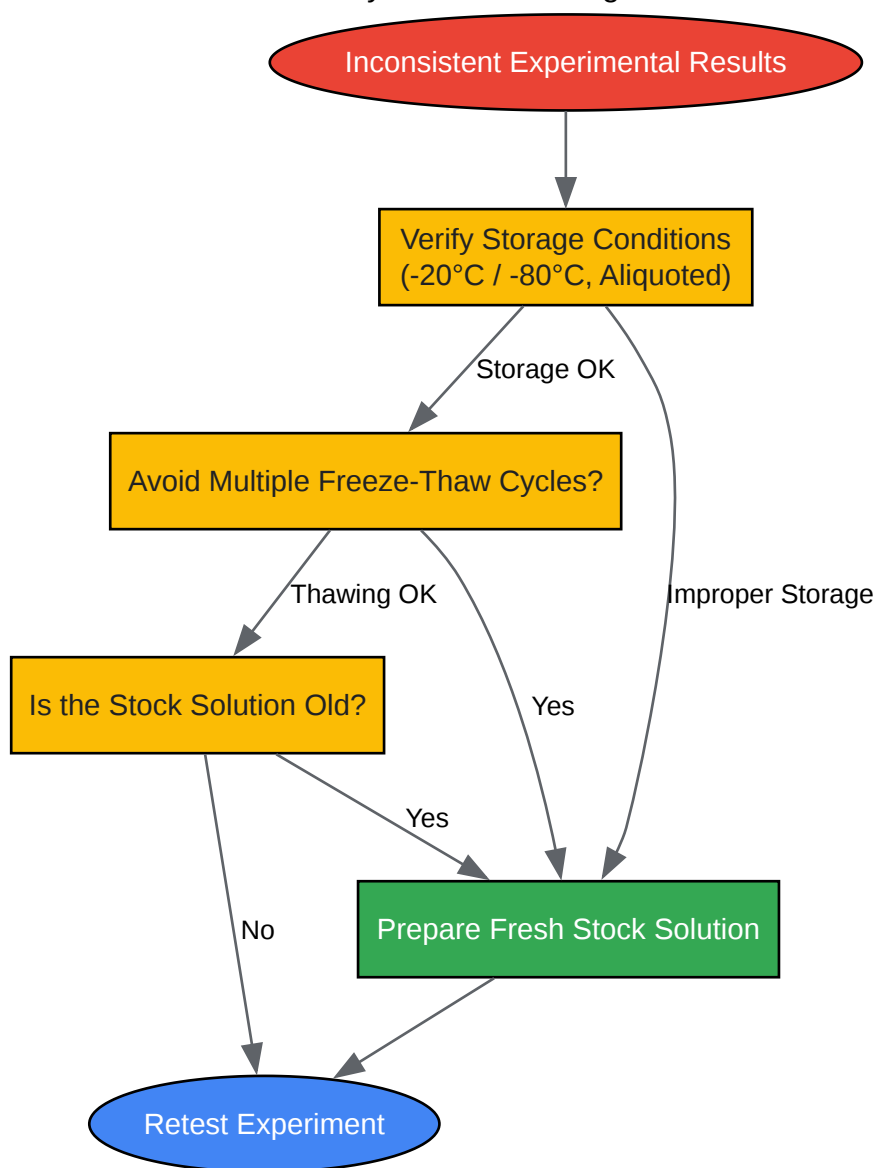 Inconsistent Experimental Results
Verify Storage Conditions
(-20°C / -80°C, Aliquoted)
Storage OK
Avoid Multiple Freeze-Thaw Cycles?
Thawing OK
Improper Storage
Is the Stock Solution Old?
Yes
Yes
No
Prepare Fresh Stock Solution
Retest Experiment